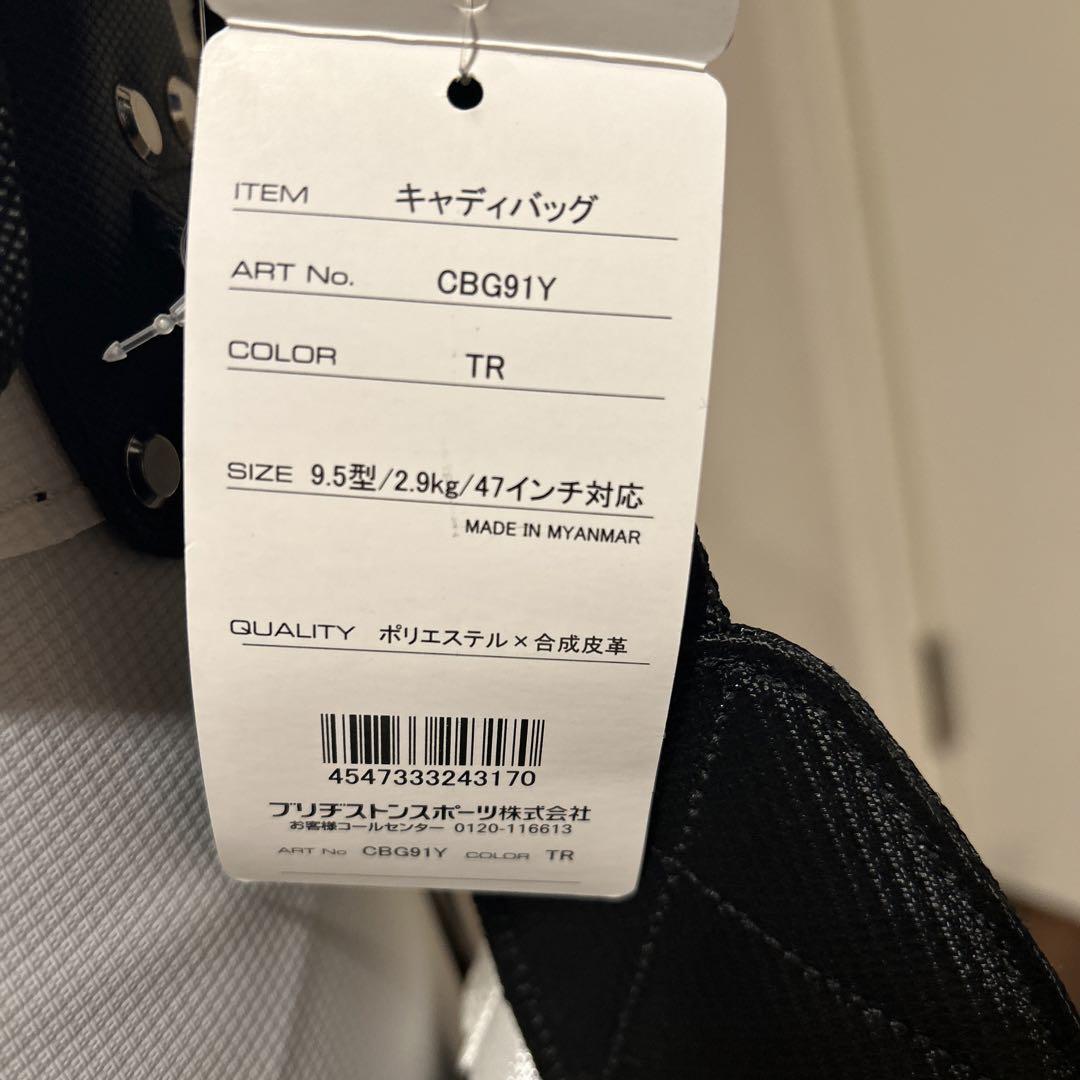 ITEM キャディバッグ
ART No. CBG91Y
COLOR TR
SIZE 9.5型/2.9kg/47インチ対応
MADE IN MYANMAR
QUALITY ポリエステル×合成皮革
4547333243170
ブリヂストンスポーツ株式会社
お客様コールセンター 0120-116613
ART No CBG91Y COLOR TR